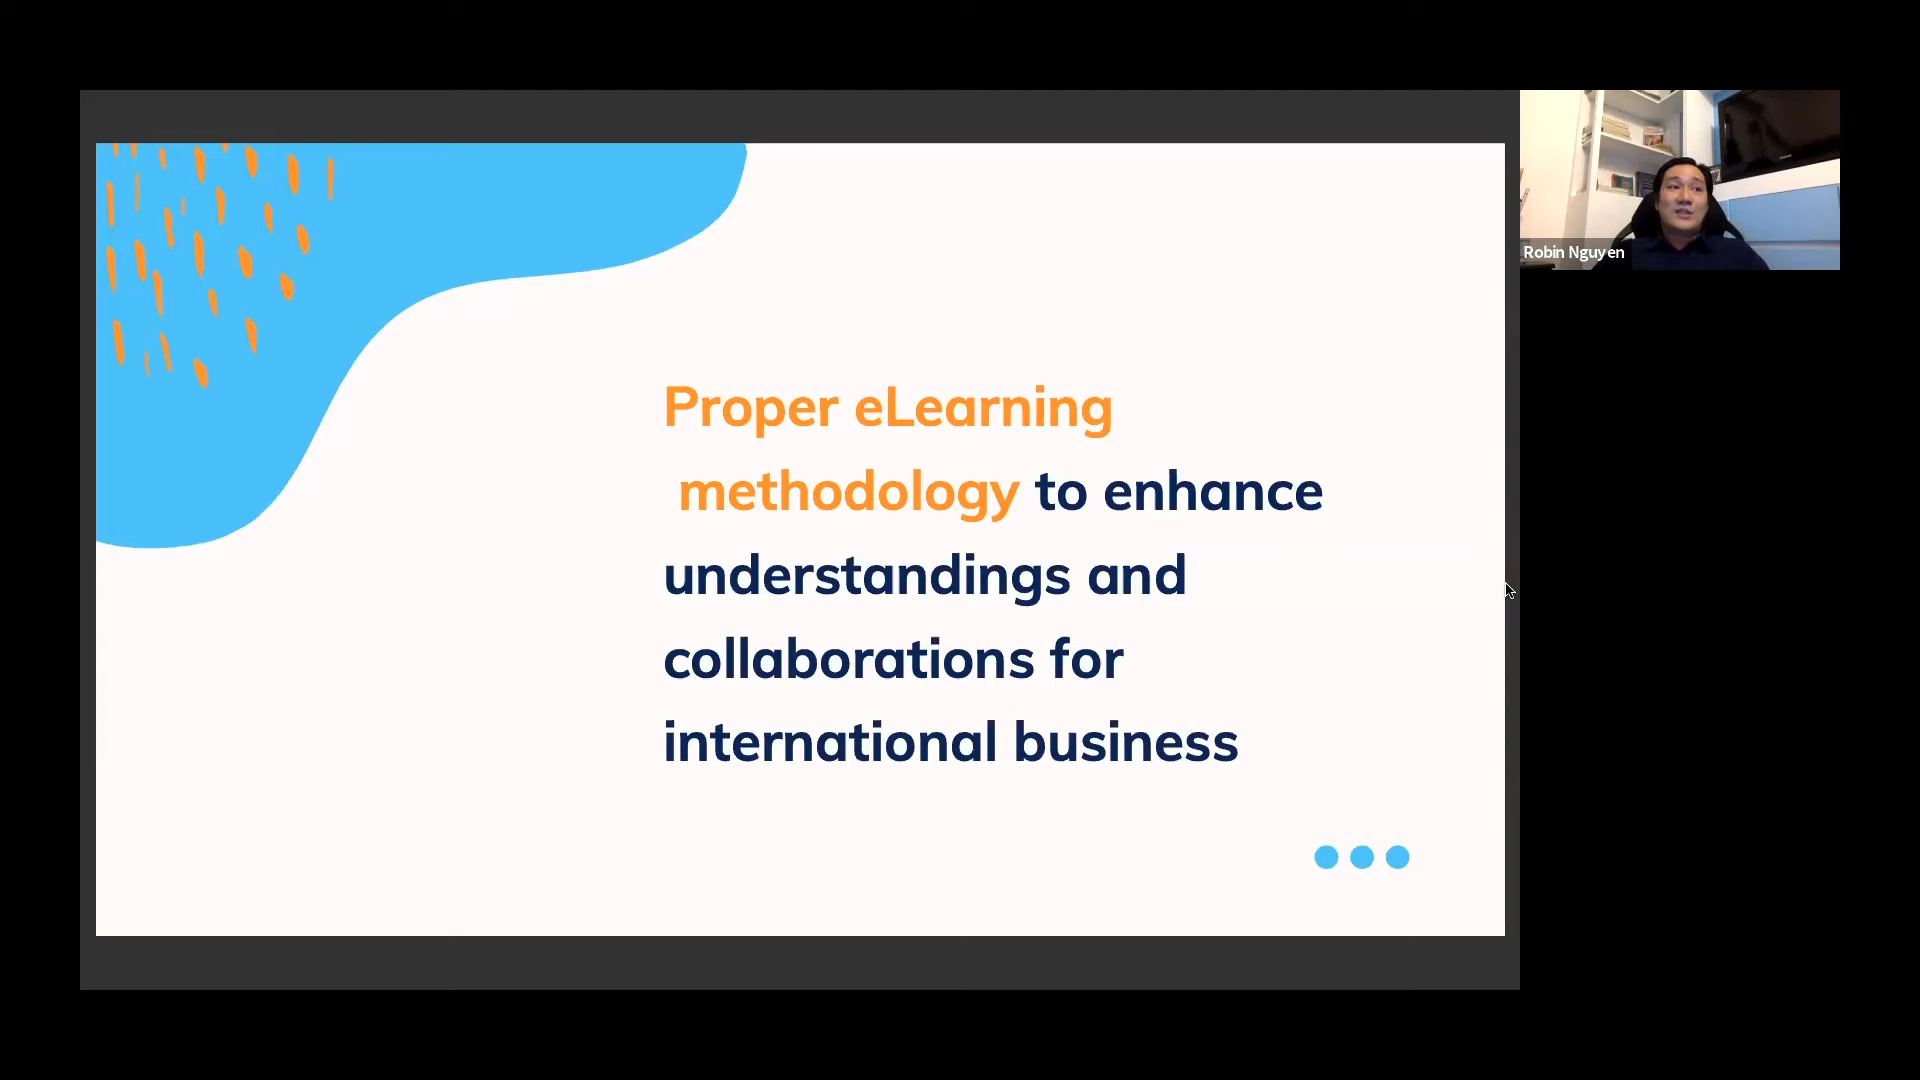 Proper eLearning
methodology to enhance
understandings and
collaborations for
international business
Robin Nguyen